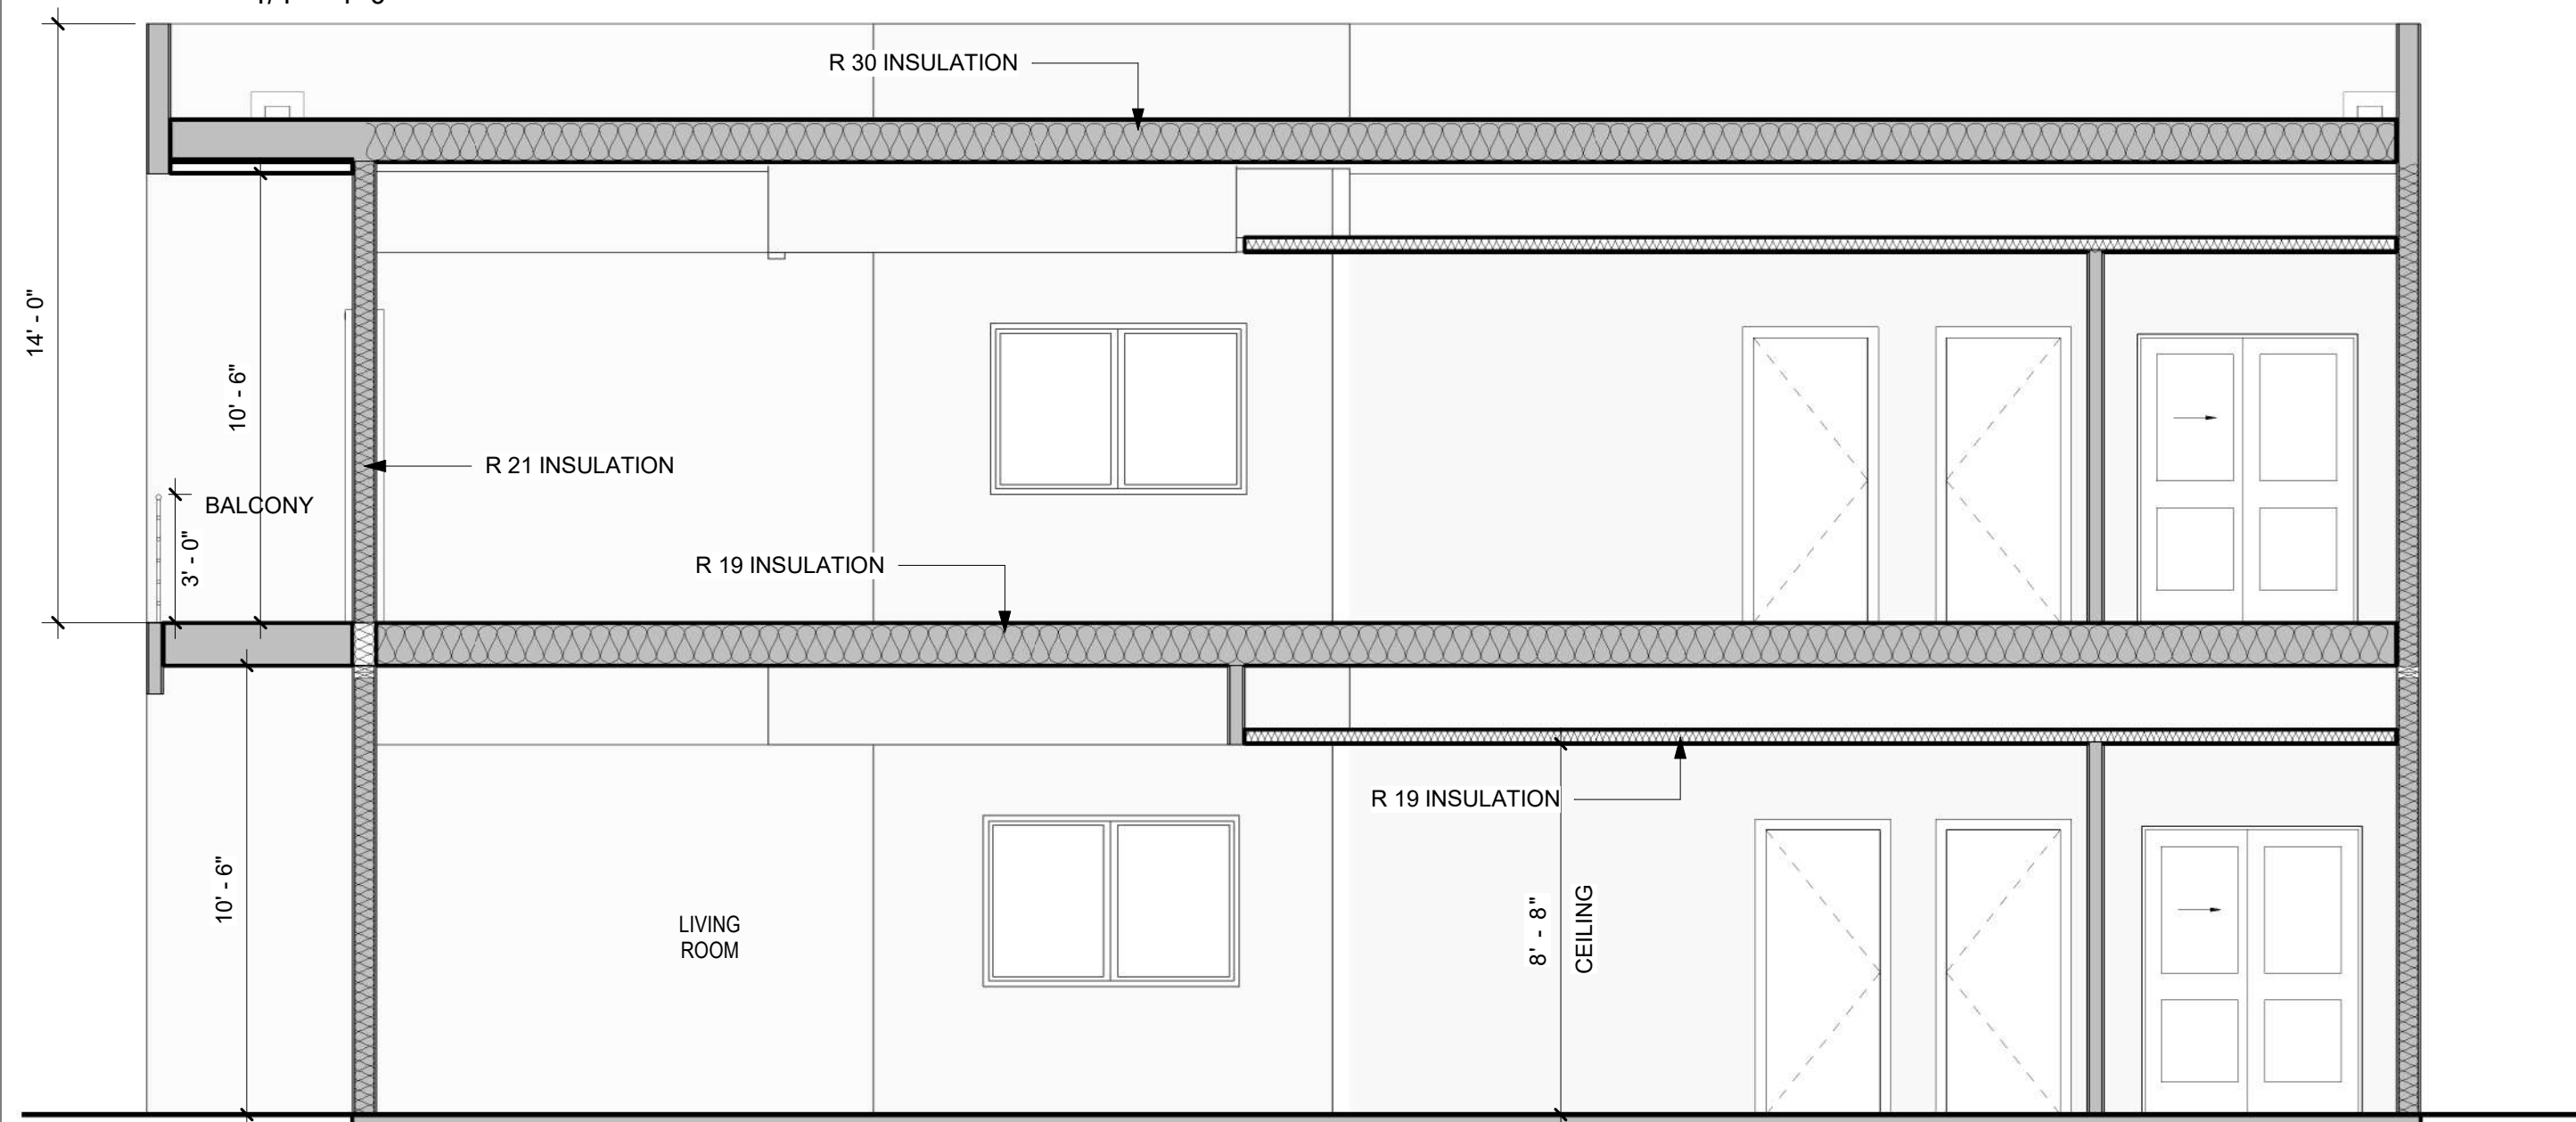 R 30 INSULATION
14' - 0"
10' - 6"
R 21 INSULATION
BALCONY
3' - 0"
R 19 INSULATION
R 19 INSULATION
10' - 6"
LIVING
ROOM
8' - 8"
CEILING